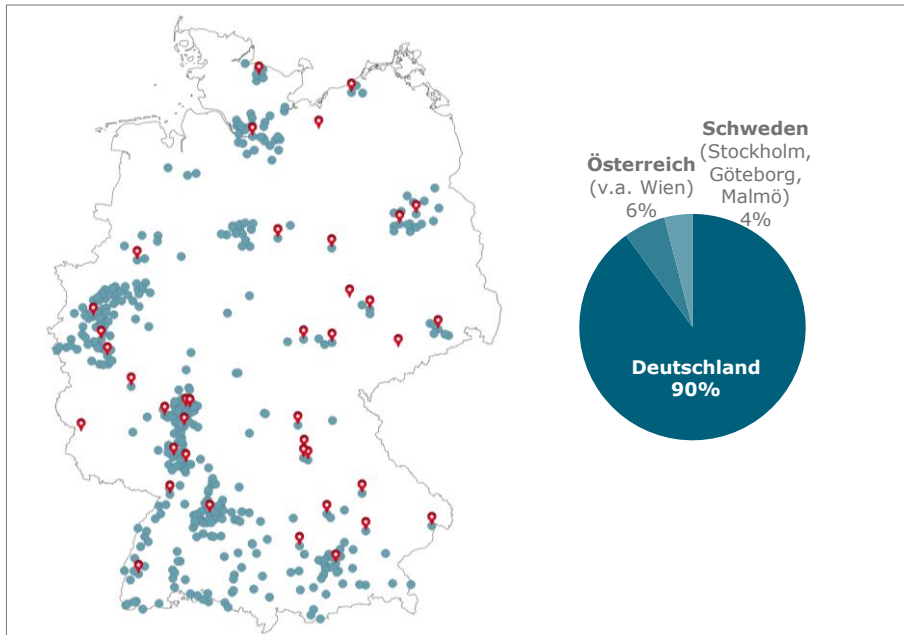 Schweden
(Stockholm,
Göteborg,
Malmö)
4%
Österreich
(v.a. Wien)
6%
Deutschland
90%